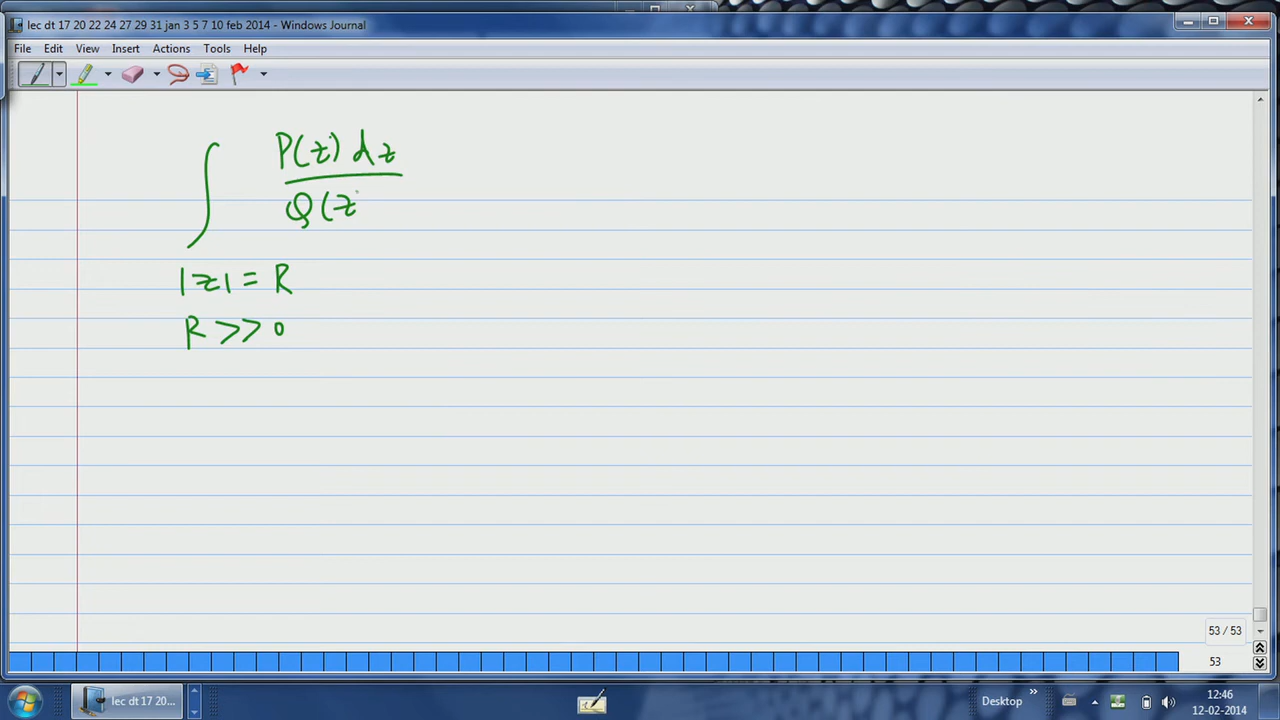 lec dt 17 20 22 24 27 29 31 jan 3 5 7 10 feb 2014 - Windows Journal
File Edit View Insert Actions Tools Help
∫ P(z) dz
Q(z
|z| = R
R >> 0
53 / 53
53
lec dt 17 20... Desktop » 12:46
12-02-2014